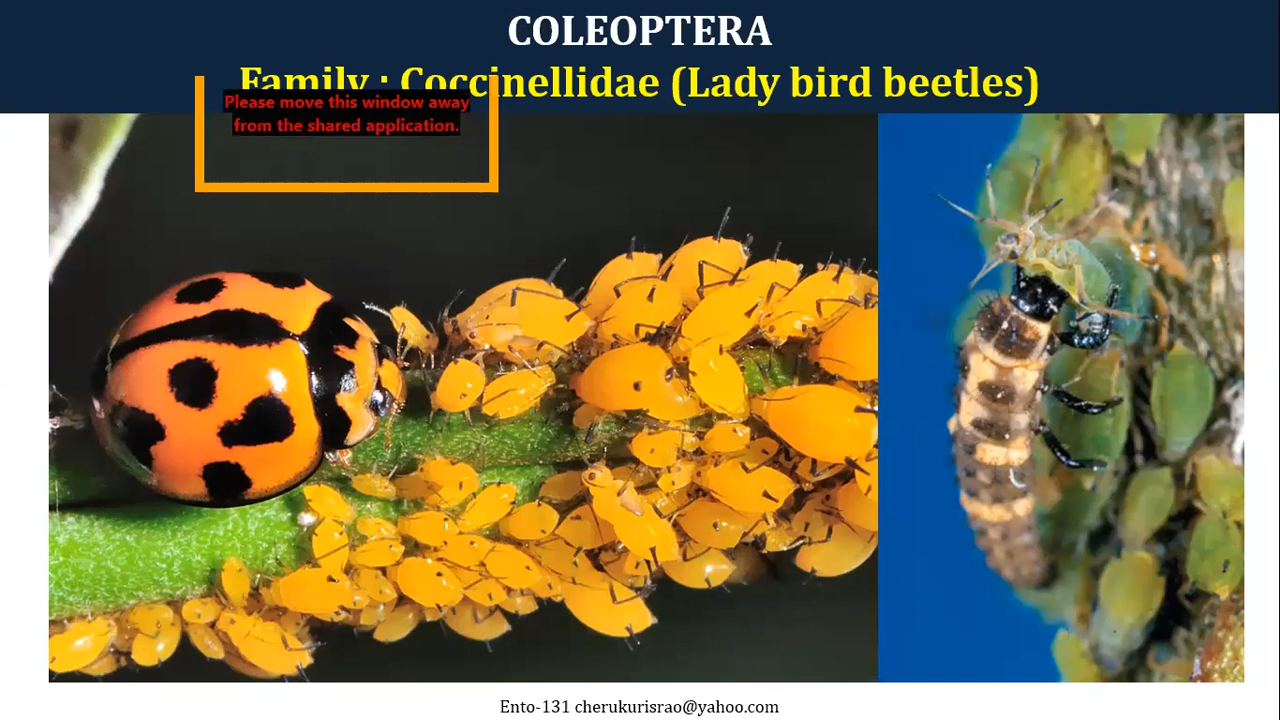 COLEOPTERA
Family : Coccinellidae (Lady bird beetles)
Please move this window away
from the shared application.
Ento-131 cherukurisrao@yahoo.com